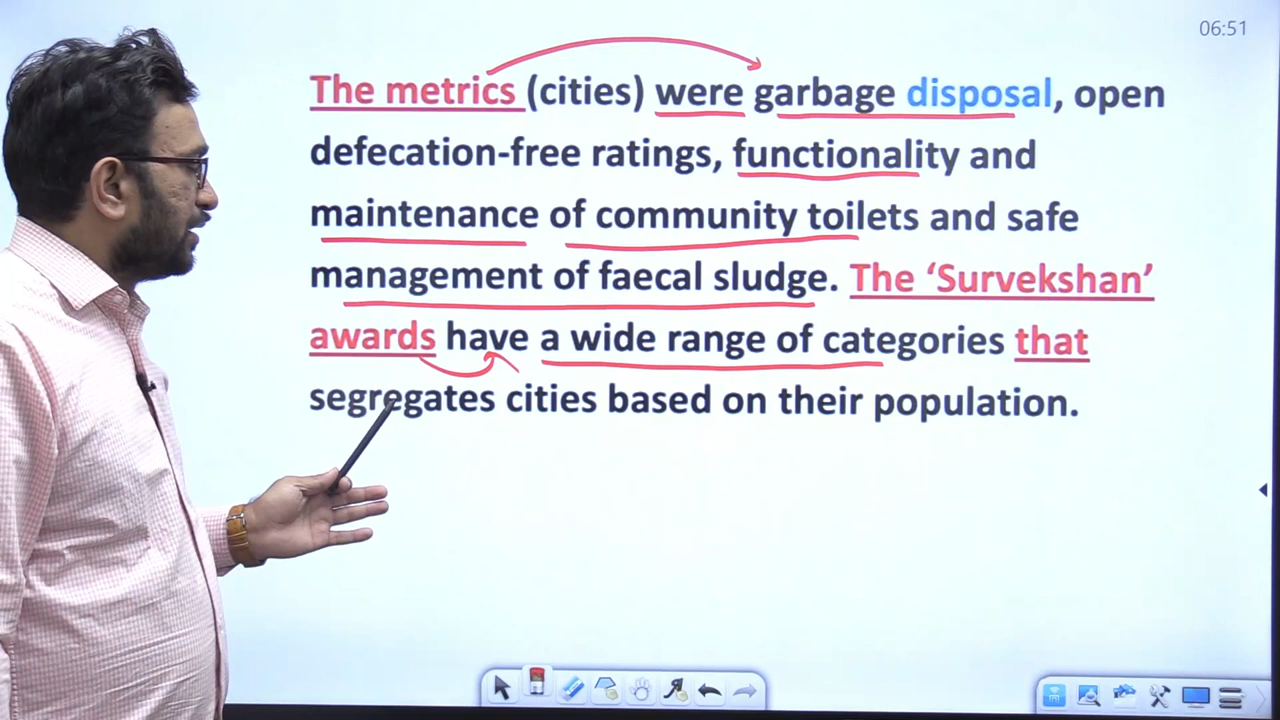 06:51
The metrics (cities) were garbage disposal, open
defecation-free ratings, functionality and
maintenance of community toilets and safe
management of faecal sludge. The ‘Survekshan’
awards have a wide range of categories that
segregates cities based on their population.